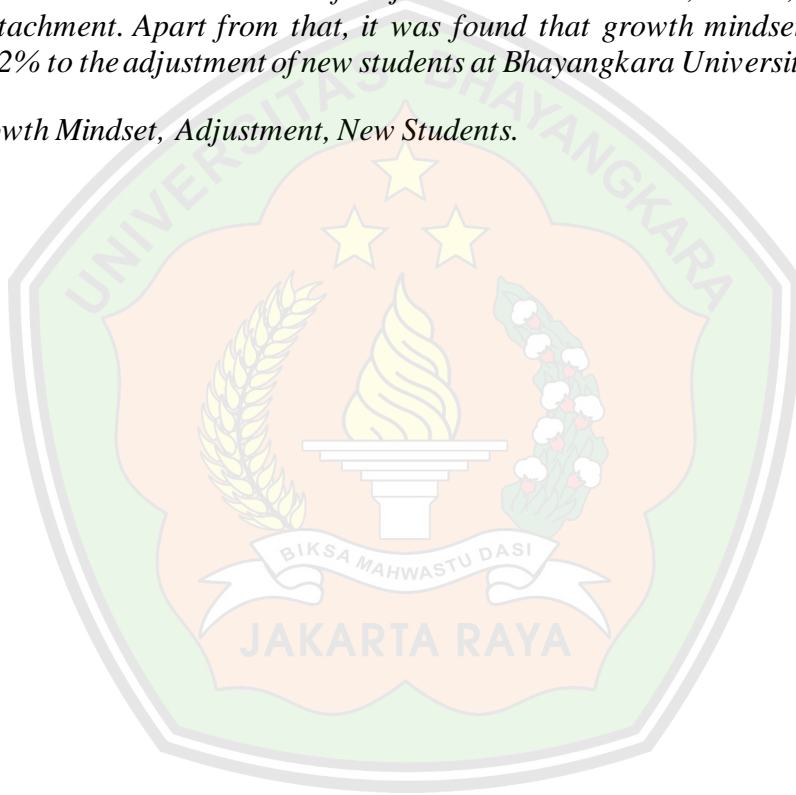 tachment. Apart from that, it was found that growth mindse
2% to the adjustment of new students at Bhayangkara Universit
owth Mindset, Adjustment, New Students.
UNIVERSITAS BHAYANGKARA
BIKSA MAHWASTU DASI
JAKARTA RAYA